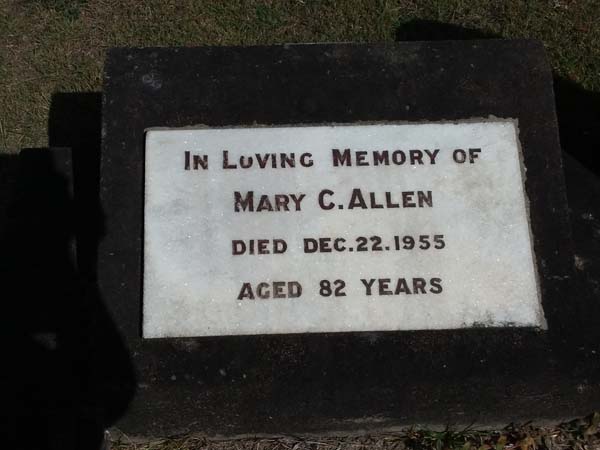 IN LOVING MEMORY OF
MARY C. ALLEN
DIED DEC. 22. 1955
AGED 82 YEARS